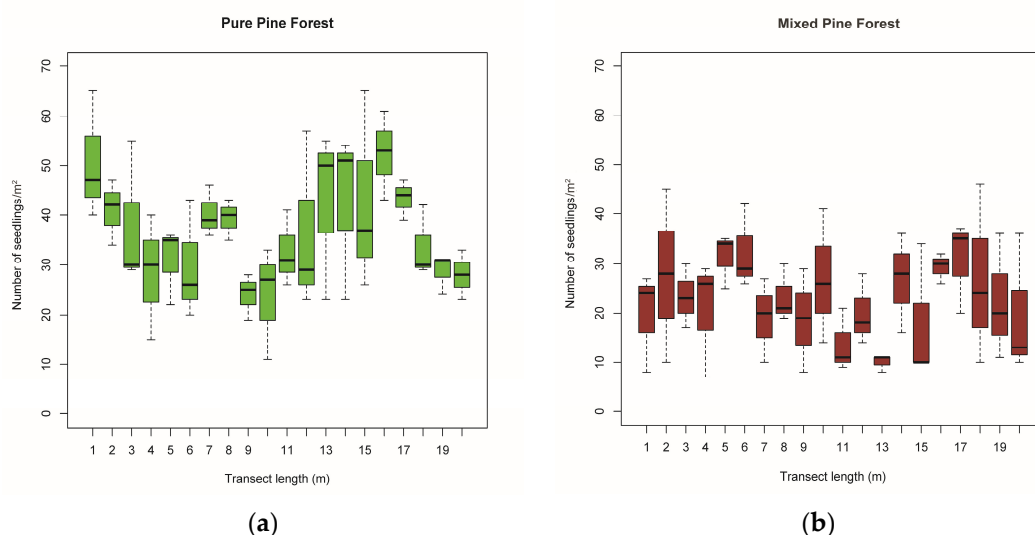 Pure Pine Forest
Number of seedlings/m²
70
60
50
40
30
20
10
0
1 2 3 4 5 6 7 8 9 11 13 15 17 19
Transect length (m)
(a)
Mixed Pine Forest
Number of seedlings/m²
70
60
50
40
30
20
10
0
1 2 3 4 5 6 7 8 9 11 13 15 17 19
Transect length (m)
(b)